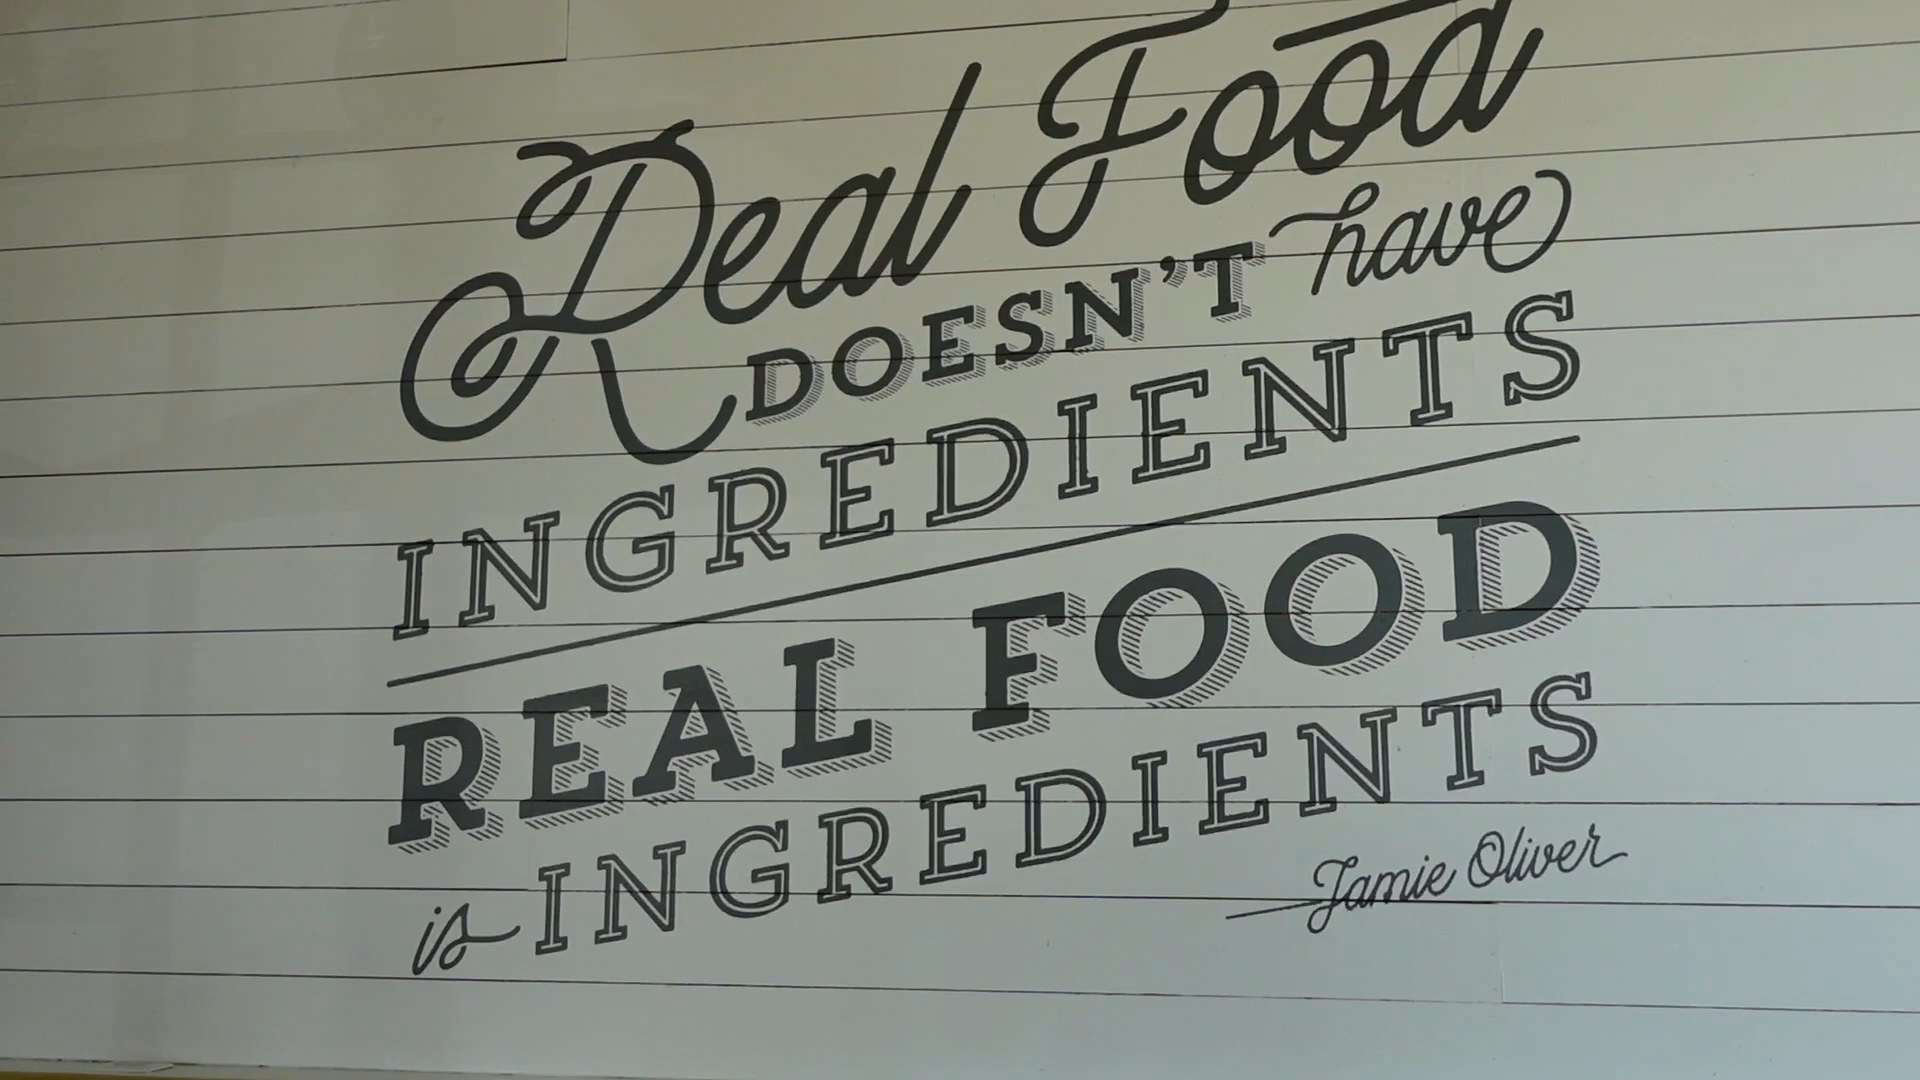 Real Food
DOESN'T have
INGREDIENTS
REAL FOOD
is INGREDIENTS
Jamie Oliver